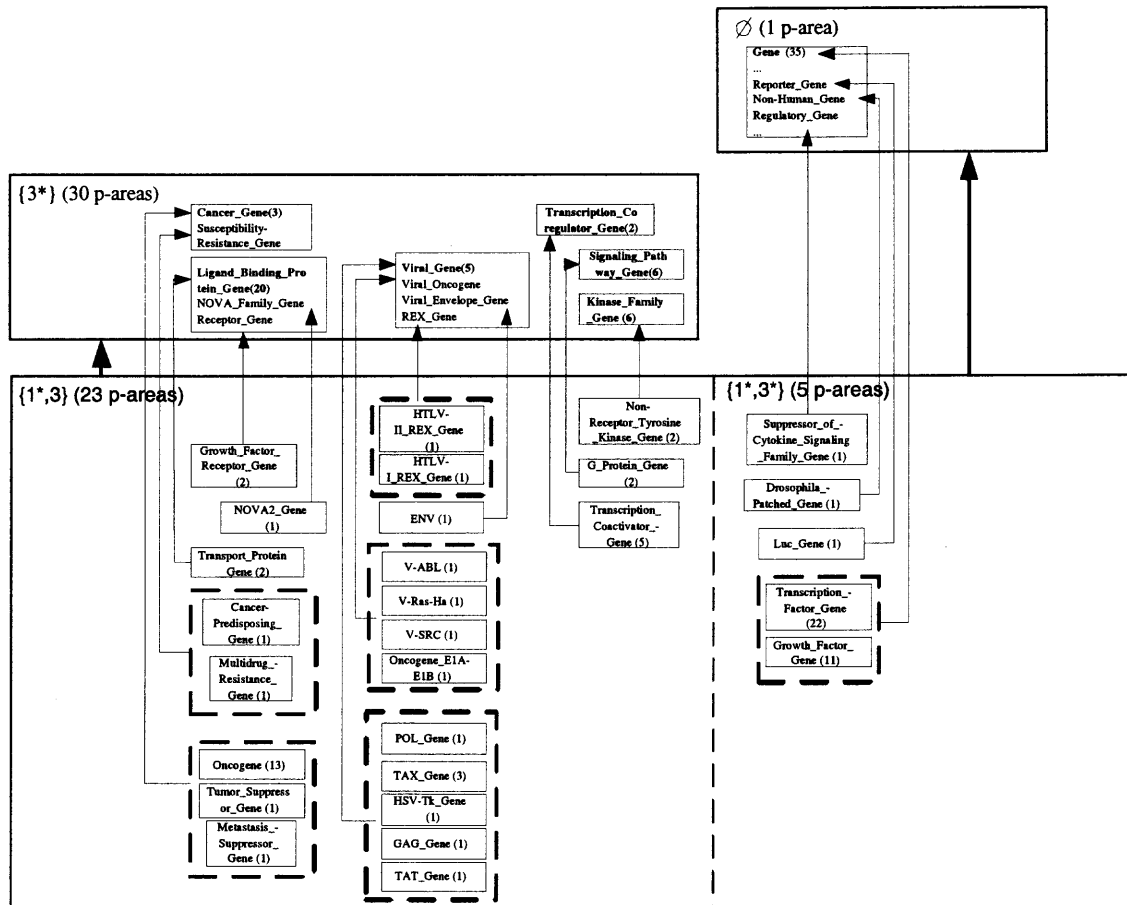 Ø (1 p-area)
Gene (35)
...
Reporter_Gene
Non-Human_Gene
Regulatory_Gene
...
{3*} (30 p-areas)
Cancer_Gene(3)
Susceptibility-
Resistance_Gene
Ligand_Binding_Pro
tein_Gene(20)
NOVA_Family_Gene
Receptor_Gene
Viral_Gene(5)
Viral_Oncogene
Viral_Envelope_Gene
REX_Gene
Transcription_Co
regulator_Gene(2)
Signaling_Path
way_Gene(6)
Kinase_Family
_Gene (6)
{1*,3} (23 p-areas)
Growth_Factor_
Receptor_Gene
(2)
NOVA2_Gene
(1)
Transport_Protein
Gene (2)
Cancer-
Predisposing_
Gene (1)
Multidrug_-
Resistance_
Gene (1)
Oncogene (13)
Tumor_Suppress
or_Gene (1)
Metastasis_-
Suppressor_
Gene (1)
HTLV-
II_REX_Gene
(1)
HTLV-
I_REX_Gene (1)
ENV (1)
V-ABL (1)
V-Ras-Ha (1)
V-SRC (1)
Oncogene_E1A-
E1B (1)
POL_Gene (1)
TAX_Gene (3)
HSV-Tk_Gene
(1)
GAG_Gene (1)
TAT_Gene (1)
Non-
Receptor_Tyrosine
_Kinase_Gene (2)
G_Protein_Gene
(2)
Transcription_
Coactivator_-
Gene (5)
{1*,3*} (5 p-areas)
Suppressor_of_-
Cytokine_Signaling
_Family_Gene (1)
Drosophila_-
Patched_Gene (1)
Luc_Gene (1)
Transcription_-
Factor_Gene
(22)
Growth_Factor_
Gene (11)